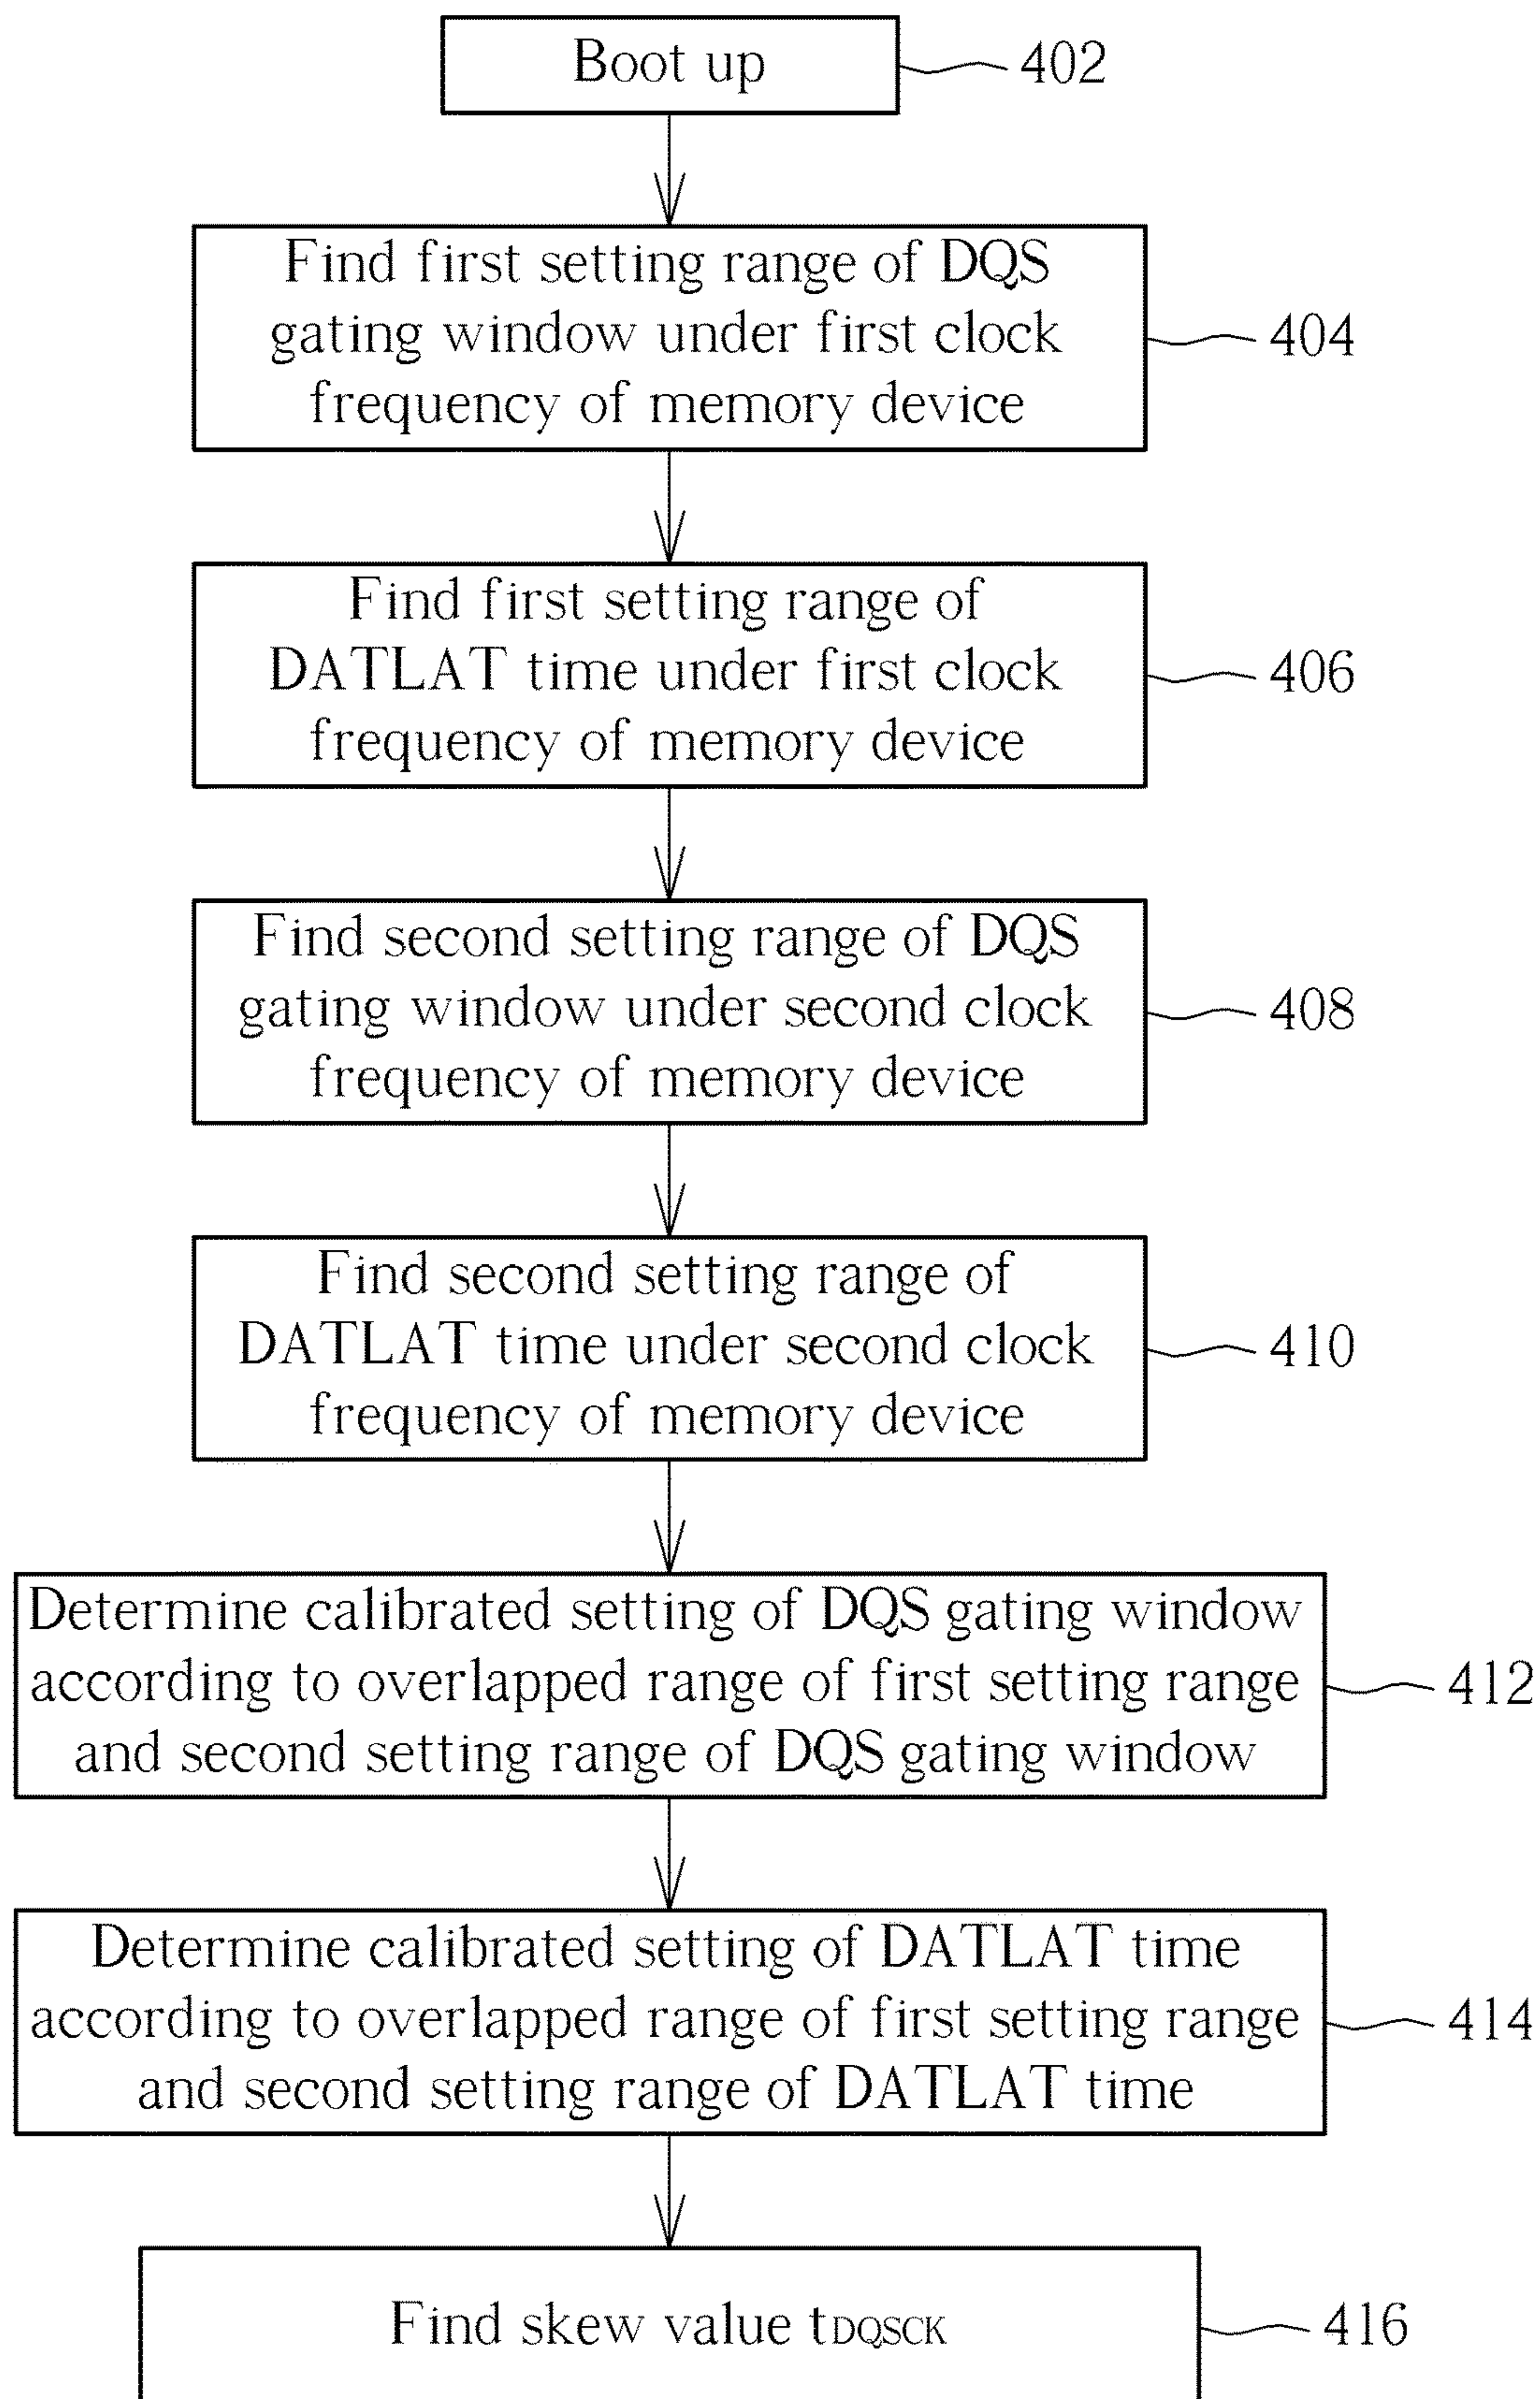 Boot up
402
Find first setting range of DQS
gating window under first clock
frequency of memory device
404
Find first setting range of
DATLAT time under first clock
frequency of memory device
406
Find second setting range of DQS
gating window under second clock
frequency of memory device
408
Find second setting range of
DATLAT time under second clock
frequency of memory device
410
Determine calibrated setting of DQS gating window
according to overlapped range of first setting range
and second setting range of DQS gating window
412
Determine calibrated setting of DATLAT time
according to overlapped range of first setting range
and second setting range of DATLAT time
414
Find skew value tDQSCK
416